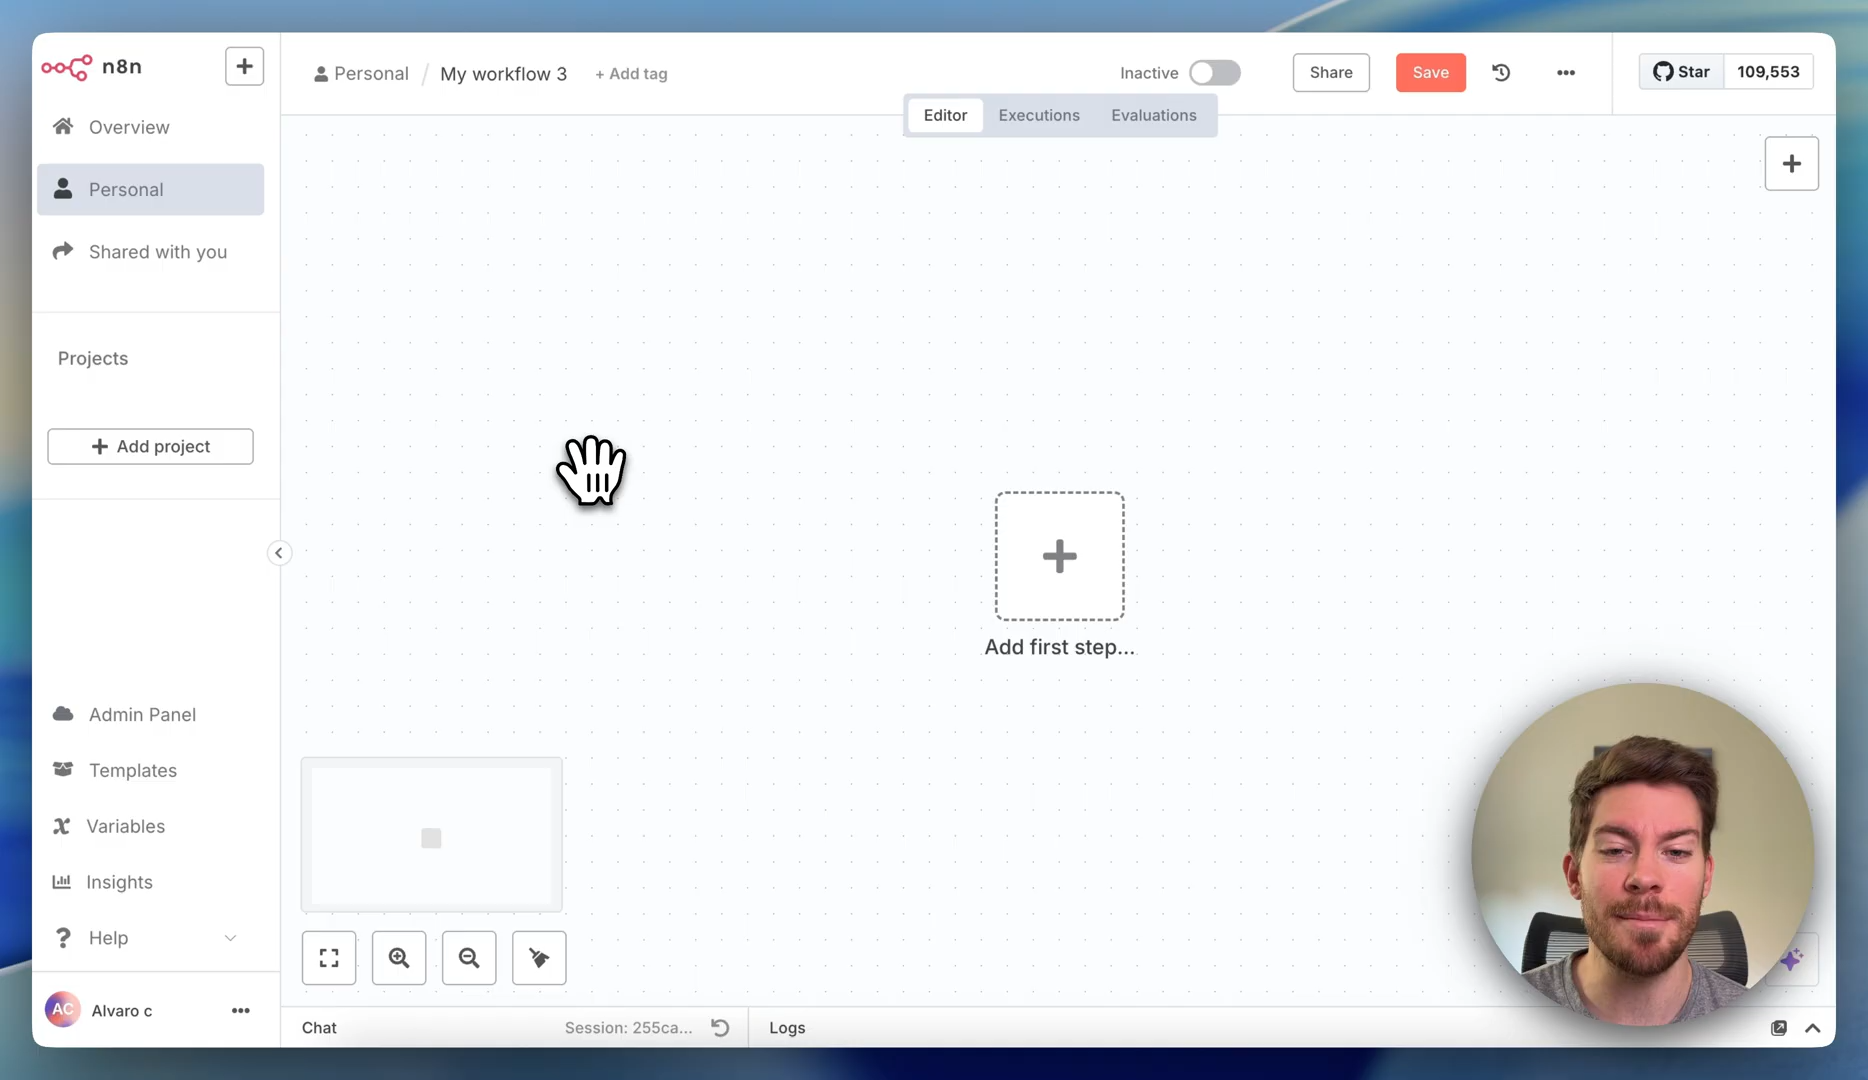 n8n
Personal / My workflow 3 + Add tag
Inactive
Share
Save
Star 109,553
Editor Executions Evaluations
Overview
Personal
Shared with you
Projects
Add project
Add first step...
Admin Panel
Templates
Variables
Insights
Help
AC Alvaro c
Chat
Session: 255ca...
Logs